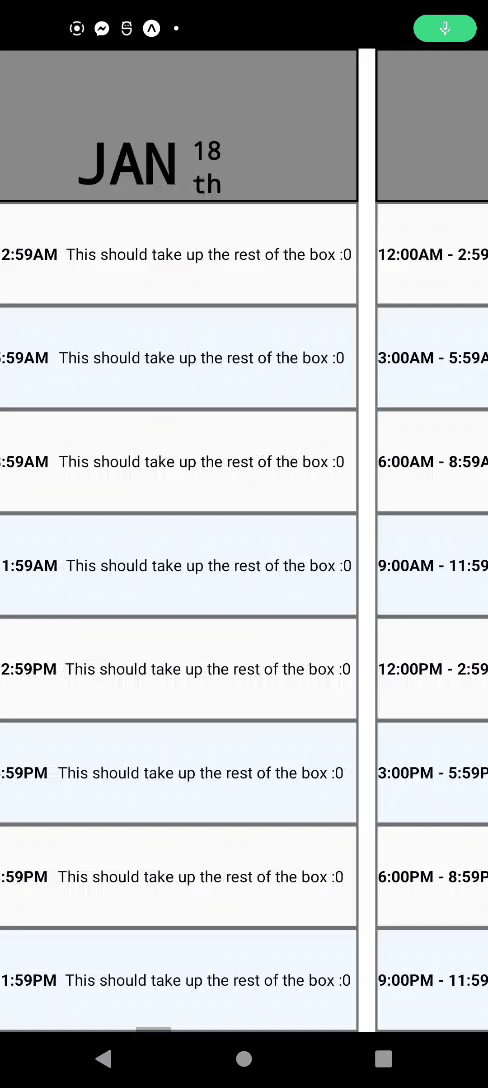 JAN 18
th
2:59AM This should take up the rest of the box :0
12:00AM - 2:59
:59AM This should take up the rest of the box :0
3:00AM - 5:59A
:59AM This should take up the rest of the box :0
6:00AM - 8:59A
1:59AM This should take up the rest of the box :0
9:00AM - 11:59
2:59PM This should take up the rest of the box :0
12:00PM - 2:59
:59PM This should take up the rest of the box :0
3:00PM - 5:59P
:59PM This should take up the rest of the box :0
6:00PM - 8:59P
1:59PM This should take up the rest of the box :0
9:00PM - 11:59